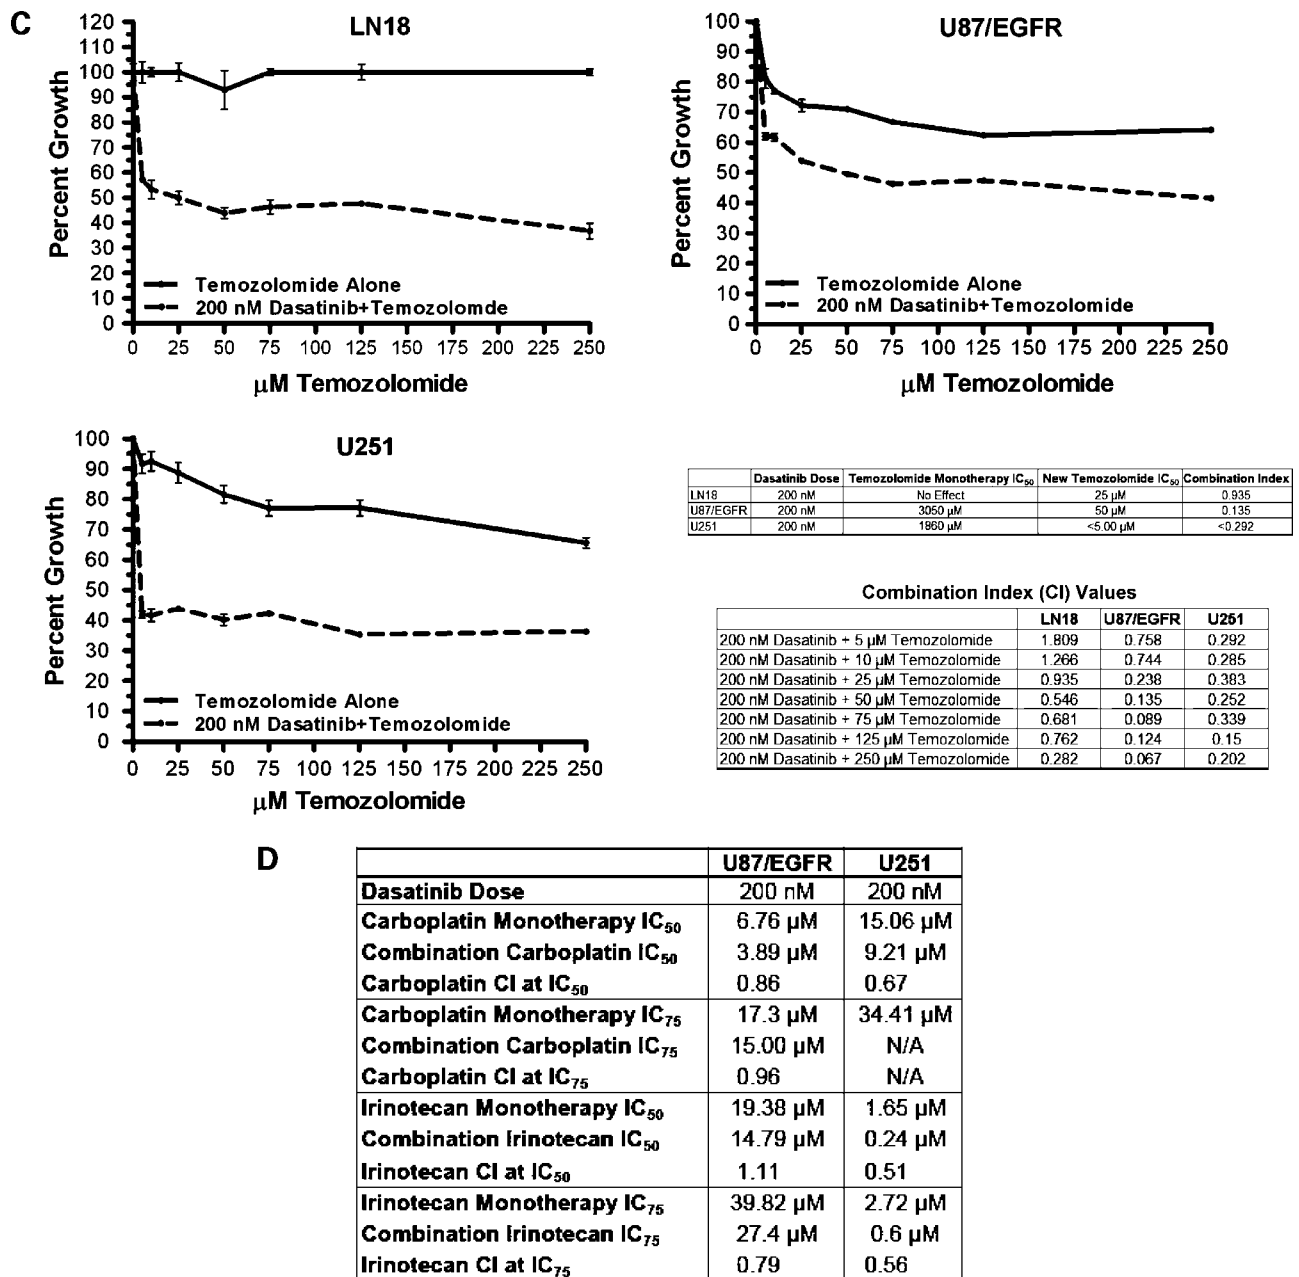 C
LN18
120
110
100
90
80
70
60
50
40
30
20
10
0
Percent Growth
Temozolomide Alone
200 nM Dasatinib+Temozolomde
0 25 50 75 100 125 150 175 200 225 250
µM Temozolomide
U87/EGFR
100
90
80
70
60
50
40
30
20
10
0
Percent Growth
Temozolomide Alone
200 nM Dasatinib+Temozolomide
0 25 50 75 100 125 150 175 200 225 250
µM Temozolomide
U251
100
90
80
70
60
50
40
30
20
10
0
Percent Growth
Temozolomide Alone
200 nM Dasatinib+Temozolomide
0 25 50 75 100 125 150 175 200 225 250
µM Temozolomide
Dasatinib Dose Temozolomide Monotherapy IC50 New Temozolomide IC50 Combination Index
LN18 200 nM No Effect 25 µM 0.935
U87/EGFR 200 nM 3050 µM 50 µM 0.135
U251 200 nM 1860 µM <5.00 µM <0.292
Combination Index (CI) Values
LN18 U87/EGFR U251
200 nM Dasatinib + 5 µM Temozolomide 1.809 0.758 0.292
200 nM Dasatinib + 10 µM Temozolomide 1.266 0.744 0.285
200 nM Dasatinib + 25 µM Temozolomide 0.935 0.238 0.383
200 nM Dasatinib + 50 µM Temozolomide 0.546 0.135 0.252
200 nM Dasatinib + 75 µM Temozolomide 0.681 0.089 0.339
200 nM Dasatinib + 125 µM Temozolomide 0.762 0.124 0.15
200 nM Dasatinib + 250 µM Temozolomide 0.282 0.067 0.202
D
U87/EGFR U251
Dasatinib Dose 200 nM 200 nM
Carboplatin Monotherapy IC50 6.76 µM 15.06 µM
Combination Carboplatin IC50 3.89 µM 9.21 µM
Carboplatin CI at IC50 0.86 0.67
Carboplatin Monotherapy IC75 17.3 µM 34.41 µM
Combination Carboplatin IC75 15.00 µM N/A
Carboplatin CI at IC75 0.96 N/A
Irinotecan Monotherapy IC50 19.38 µM 1.65 µM
Combination Irinotecan IC50 14.79 µM 0.24 µM
Irinotecan CI at IC50 1.11 0.51
Irinotecan Monotherapy IC75 39.82 µM 2.72 µM
Combination Irinotecan IC75 27.4 µM 0.6 µM
Irinotecan CI at IC75 0.79 0.56